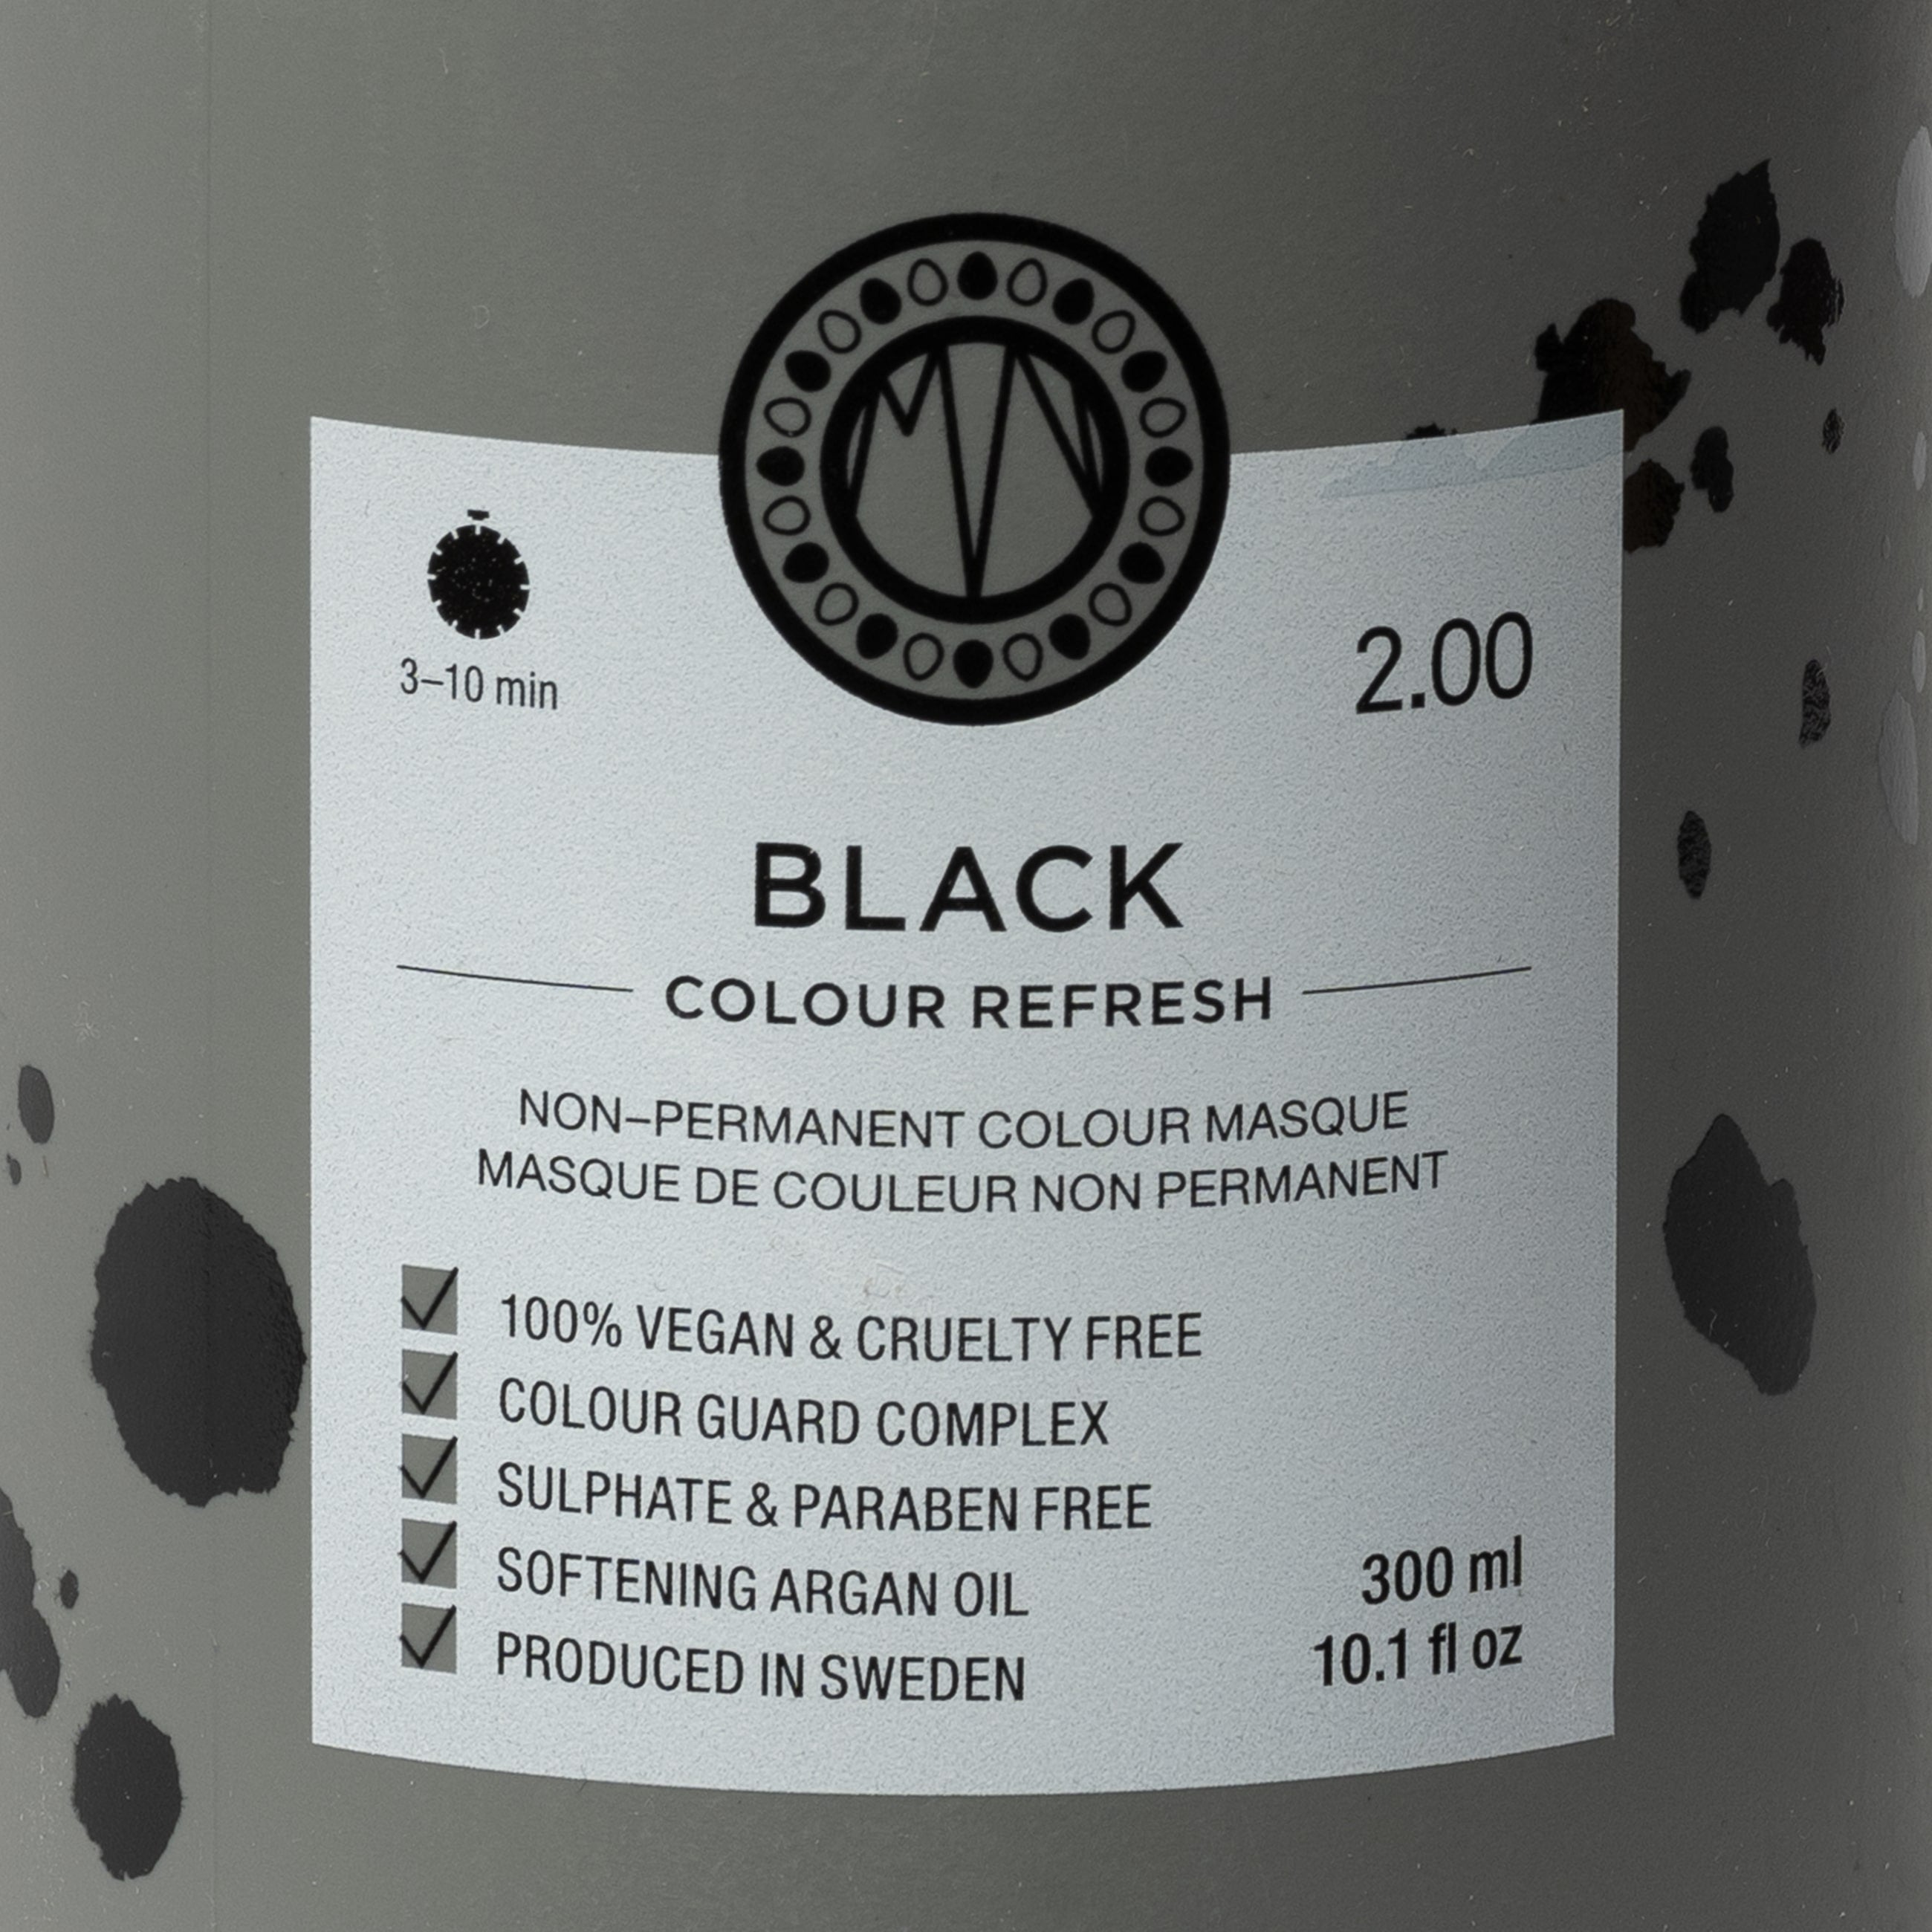 3–10 min
2.00
BLACK
COLOUR REFRESH
NON–PERMANENT COLOUR MASQUE
MASQUE DE COULEUR NON PERMANENT
100% VEGAN & CRUELTY FREE
COLOUR GUARD COMPLEX
SULPHATE & PARABEN FREE
SOFTENING ARGAN OIL
PRODUCED IN SWEDEN
300 ml
10.1 fl oz